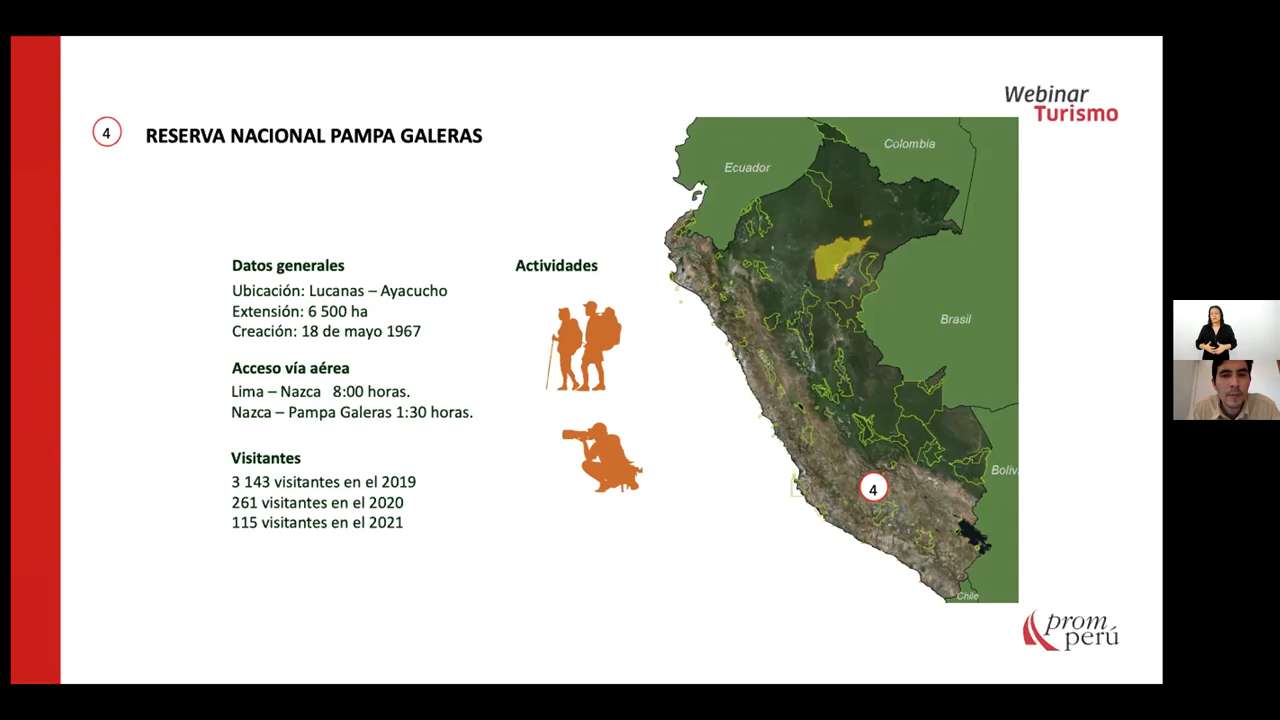 Webinar
Turismo
4
RESERVA NACIONAL PAMPA GALERAS
Datos generales
Ubicación: Lucanas – Ayacucho
Extensión: 6 500 ha
Creación: 18 de mayo 1967
Acceso vía aérea
Lima – Nazca 8:00 horas.
Nazca – Pampa Galeras 1:30 horas.
Visitantes
3 143 visitantes en el 2019
261 visitantes en el 2020
115 visitantes en el 2021
Actividades
Ecuador
Colombia
Brasil
Boliv
4
Chile
prom
perú